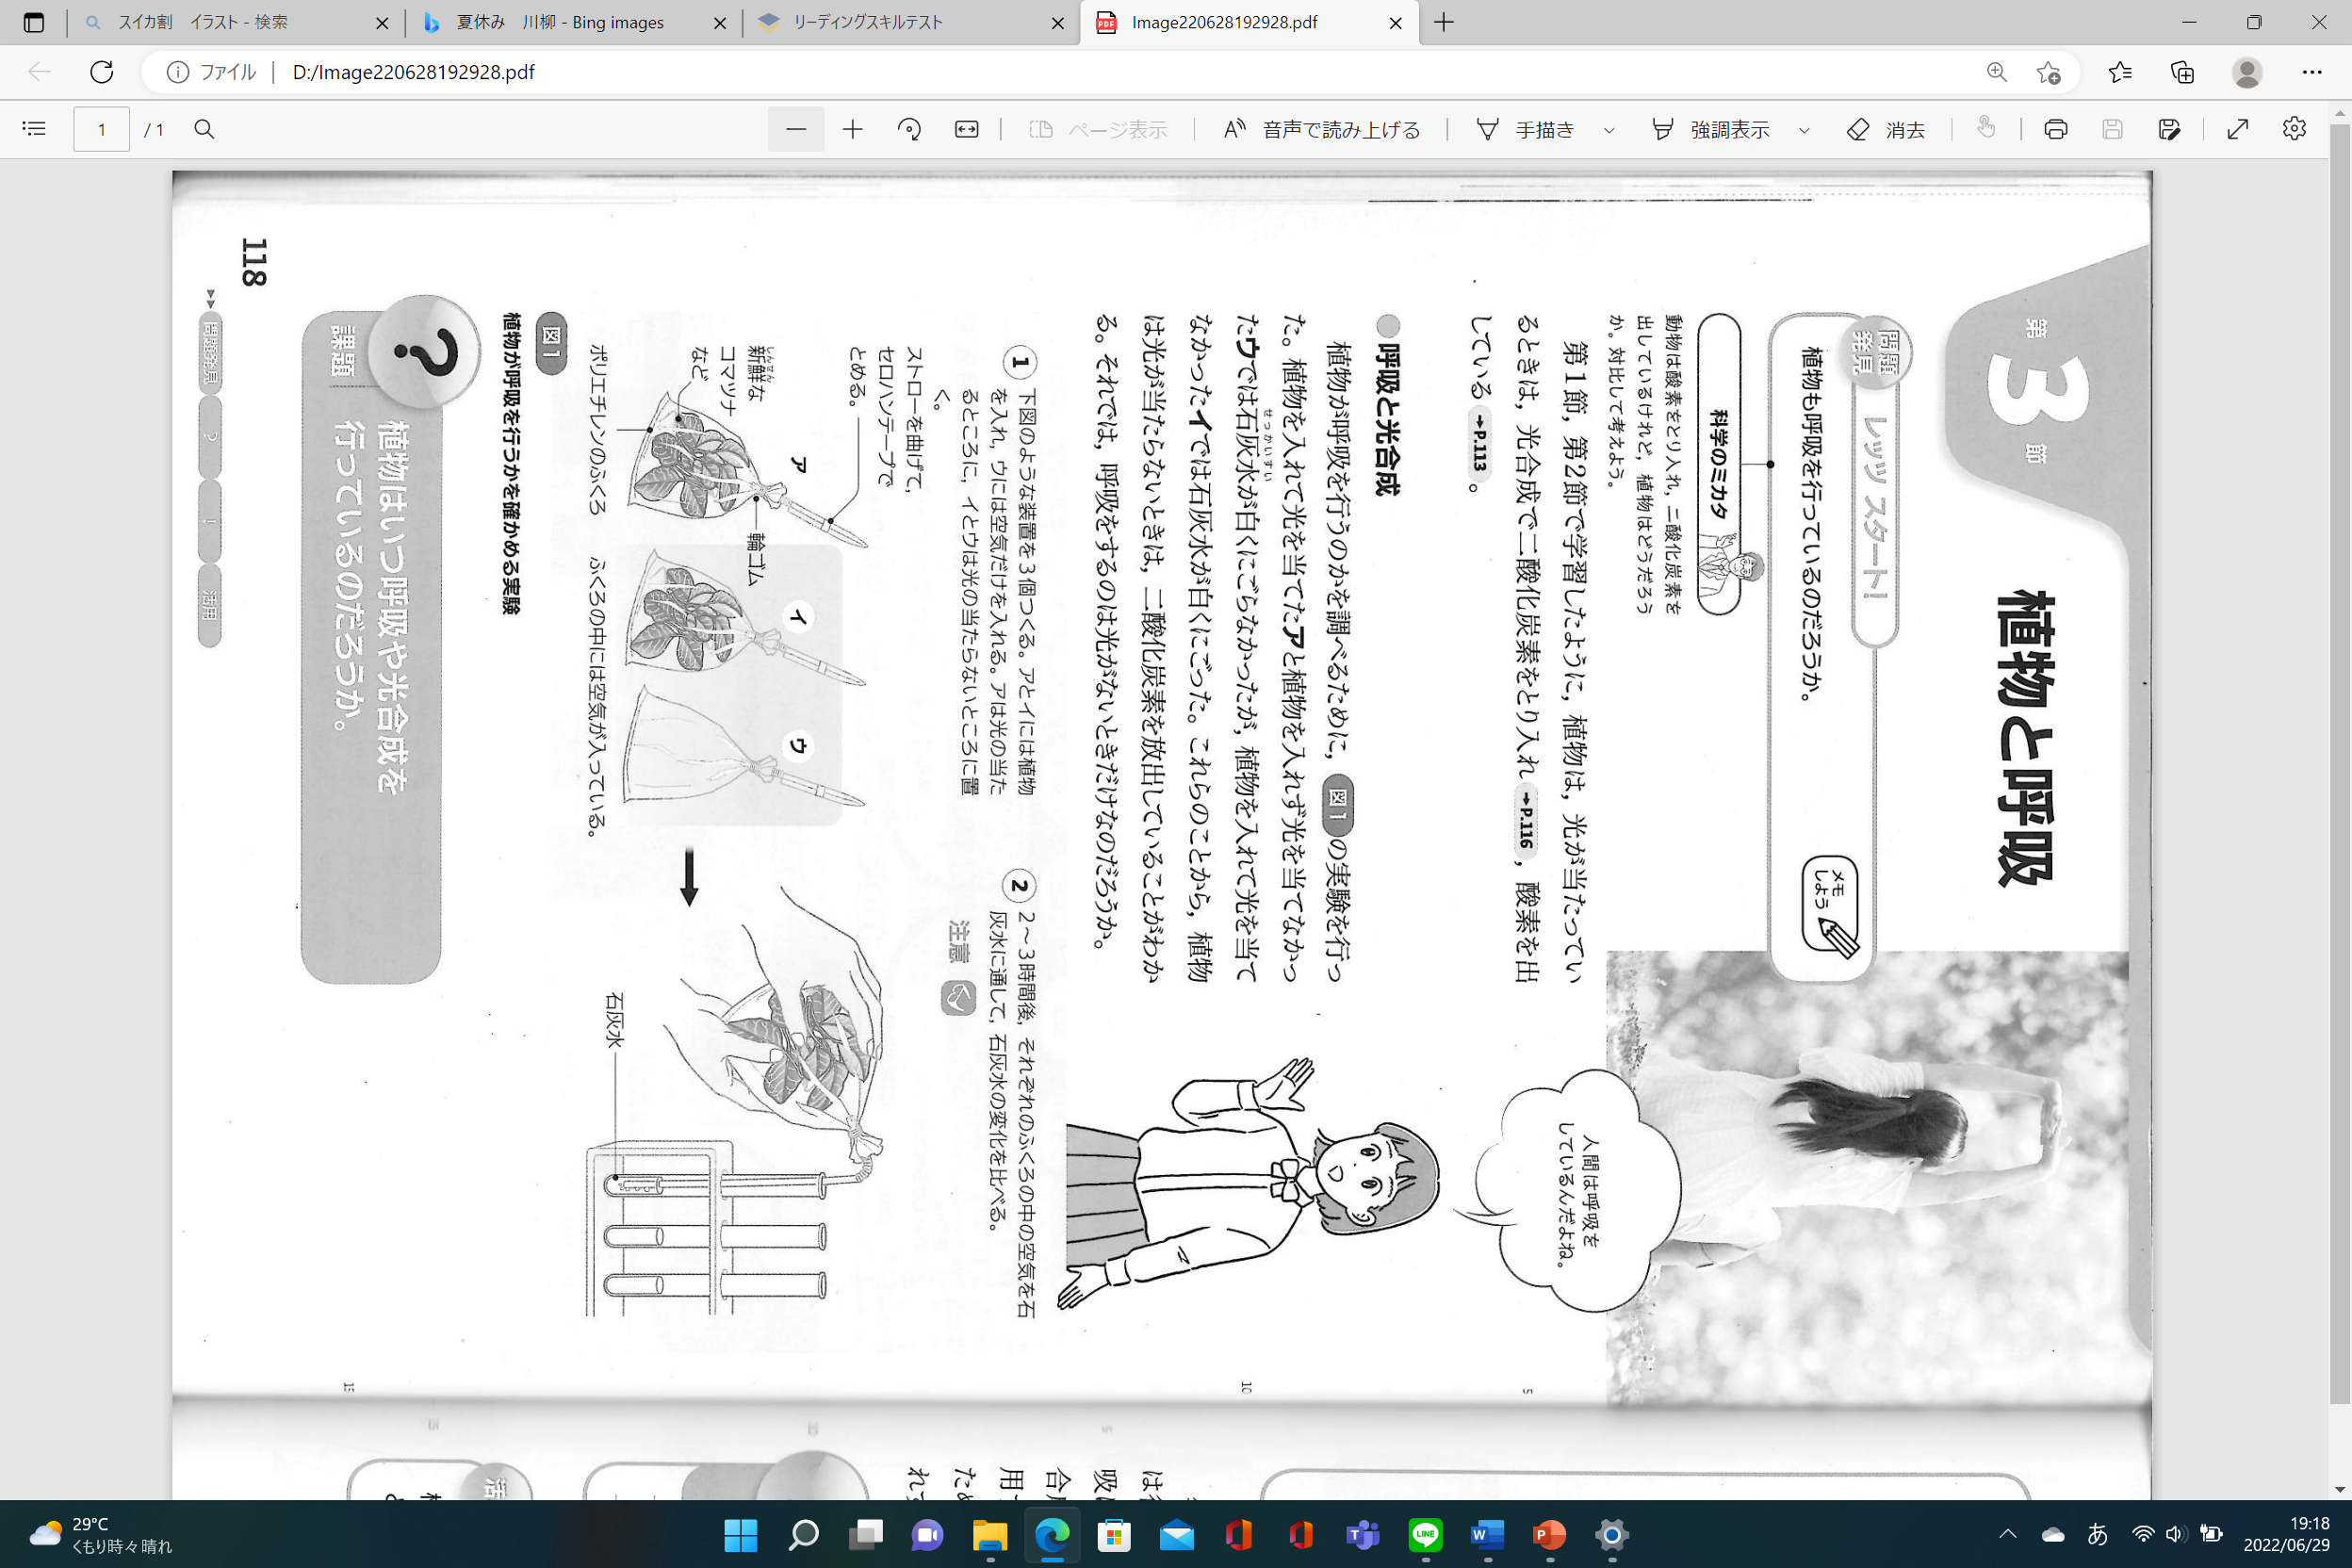 スイカ割 イラスト - 検索
夏休み 川柳 - Bing images
リーディングスキルテスト
Image220628192928.pdf
ファイル
D:/Image220628192928.pdf
1 / 1
ページ表示
音声で読み上げる
手描き
強調表示
消去
第3節
植物と呼吸
問題発見
レッツ スタート!
植物も呼吸を行っているのだろうか。
メモしよう
科学のミカタ
動物は酸素をとり入れ，二酸化炭素を
出しているけれど，植物はどうだろう
か。対比して考えよう。
人間は呼吸を
しているんだよね。
第1節，第2節で学習したように，植物は，光が当たってい
るときは，光合成で二酸化炭素をとり入れ→P.116，酸素を出
している→P.113。
5
呼吸と光合成
植物が呼吸を行うのかを調べるために，図1の実験を行っ
た。植物を入れて光を当てたアと植物を入れず光を当てなかっ
たウでは石灰水が白くにごらなかったが，植物を入れて光を当て
せっかいすい
なかったイでは石灰水が白くにごった。これらのことから，植物
は光が当たらないときは，二酸化炭素を放出していることがわか
る。それでは，呼吸をするのは光がないときだけなのだろうか。
10
1 下図のような装置を3個つくる。アとイには植物
を入れ，ウには空気だけを入れる。アは光の当た
るところに，イとウは光の当たらないところに置
く。
ストローを曲げて，
セロハンテープで
とめる。
新鮮な
しんせん
コマツナ
など
ア
輪ゴム
イ
ウ
ポリエチレンのふくろ
ふくろの中には空気が入っている。
2 2～3時間後，それぞれのふくろの中の空気を石
灰水に通して，石灰水の変化を比べる。
注意
石灰水
図1
植物が呼吸を行うかを確かめる実験
?
課題
植物はいつ呼吸や光合成を
行っているのだろうか。
15
118
問題発見
?
!
活用
は
吸
合
用
た
れ
活
29°C
くもり時々晴れ
LINE
あ
19:18
2022/06/29